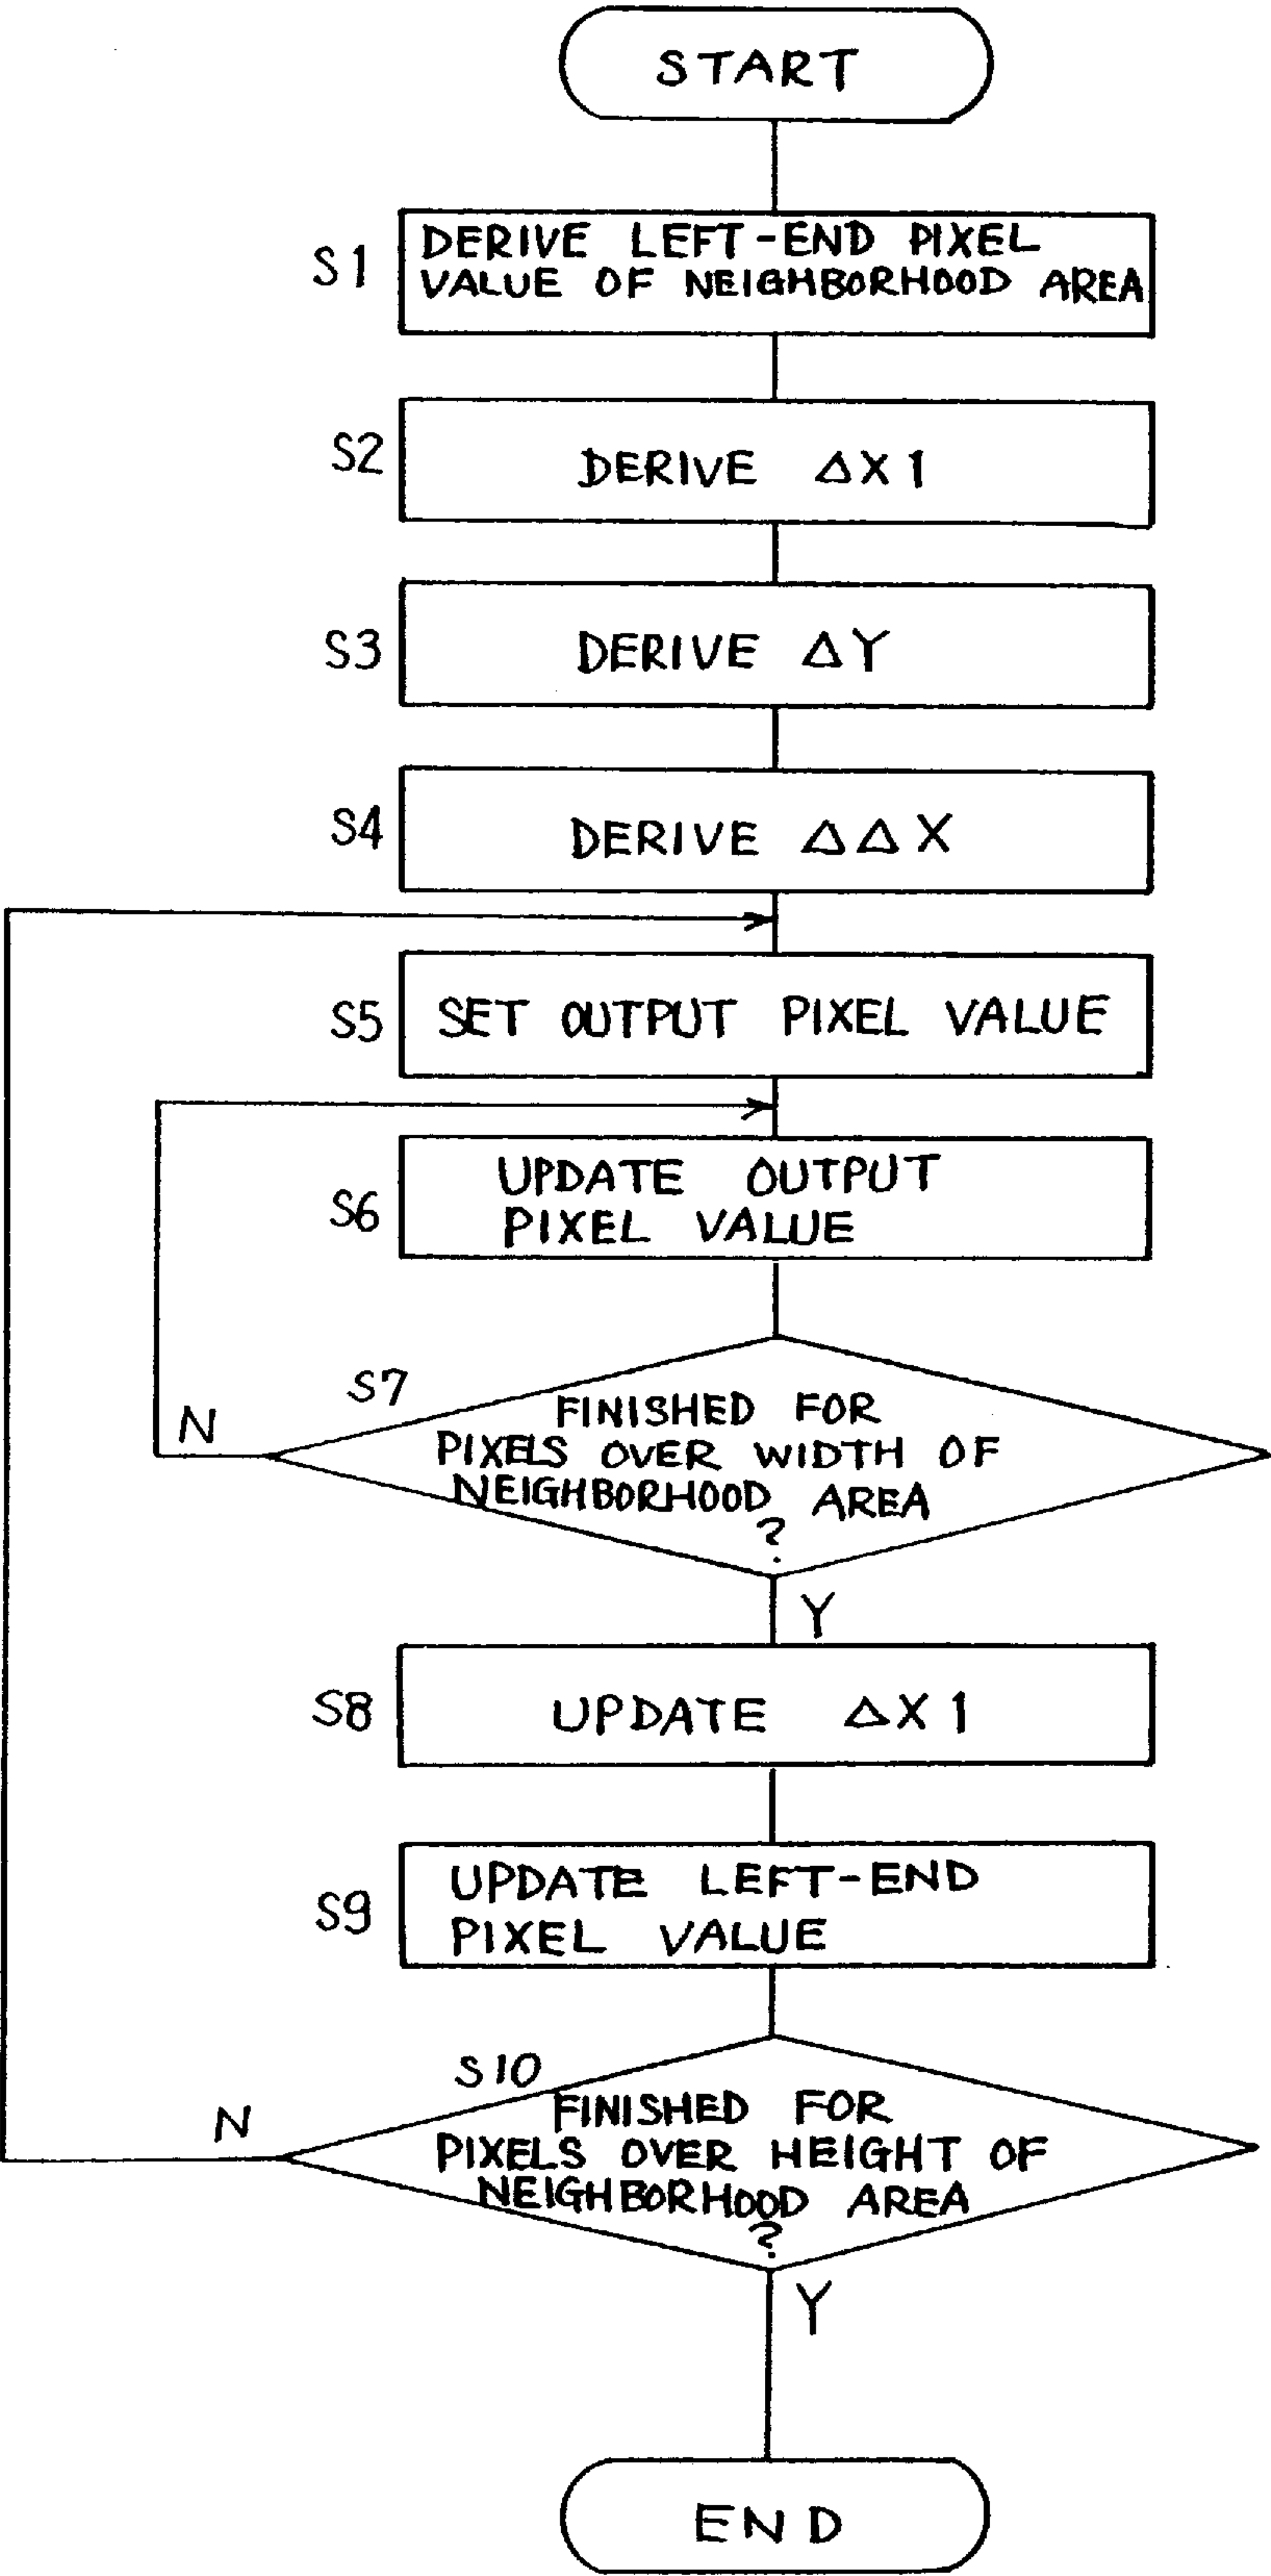 START
S1
DERIVE LEFT-END PIXEL
VALUE OF NEIGHBORHOOD AREA
S2
DERIVE ΔX1
S3
DERIVE ΔY
S4
DERIVE ΔΔX
S5
SET OUTPUT PIXEL VALUE
S6
UPDATE OUTPUT
PIXEL VALUE
S7
N
FINISHED FOR
PIXELS OVER WIDTH OF
NEIGHBORHOOD AREA
?
Y
S8
UPDATE ΔX1
S9
UPDATE LEFT-END
PIXEL VALUE
S10
N
FINISHED FOR
PIXELS OVER HEIGHT OF
NEIGHBORHOOD AREA
?
Y
END